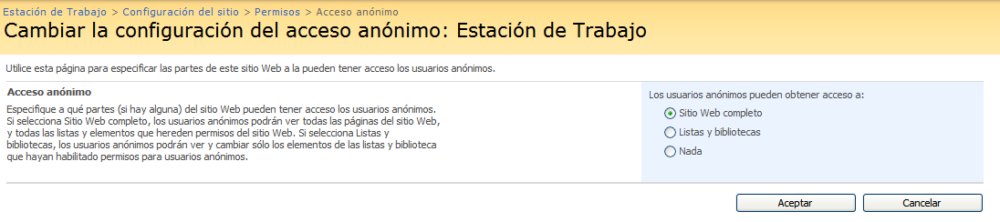 Estación de Trabajo > Configuración del sitio > Permisos > Acceso anónimo
Cambiar la configuración del acceso anónimo: Estación de Trabajo
Utilice esta página para especificar las partes de este sitio Web a la pueden tener acceso los usuarios anónimos.
Acceso anónimo
Especifique a qué partes (si hay alguna) del sitio Web pueden tener acceso los usuarios anónimos.
Si selecciona Sitio Web completo, los usuarios anónimos podrán ver todas las páginas del sitio Web,
y todas las listas y elementos que hereden permisos del sitio Web. Si selecciona Listas y
bibliotecas, los usuarios anónimos podrán ver y cambiar sólo los elementos de las listas y biblioteca
que hayan habilitado permisos para usuarios anónimos.
Los usuarios anónimos pueden obtener acceso a:
Sitio Web completo
Listas y bibliotecas
Nada
Aceptar
Cancelar